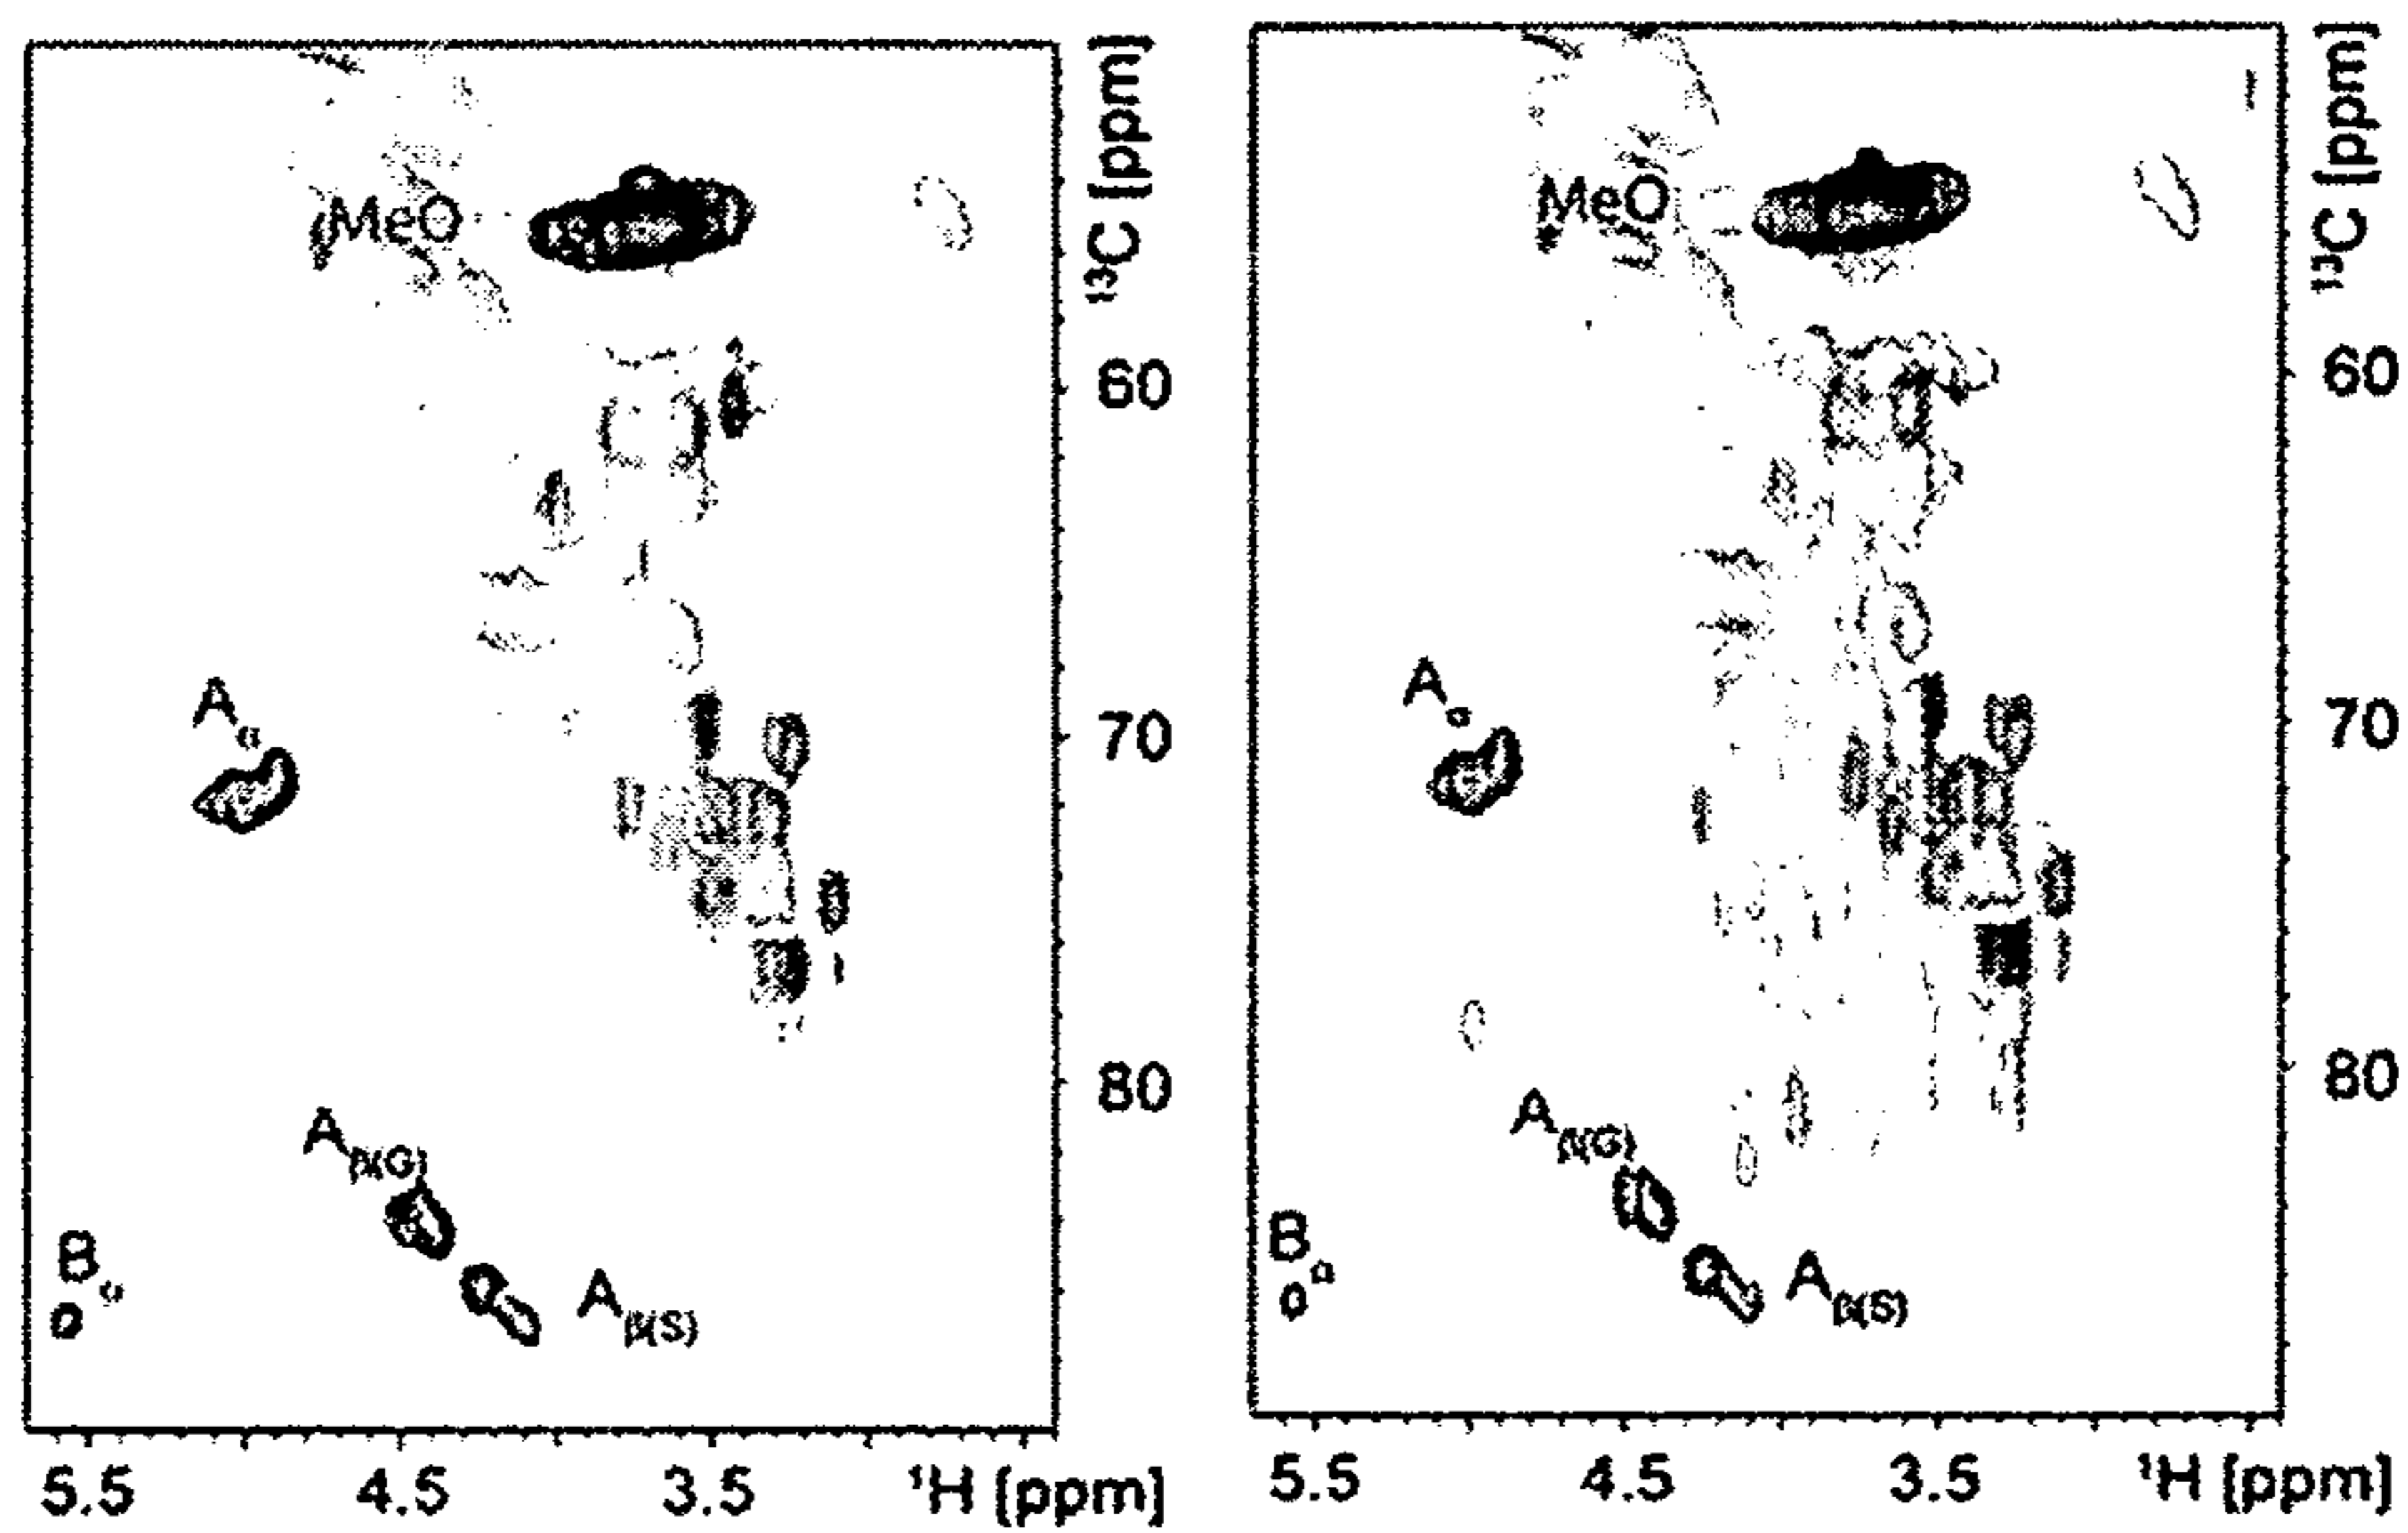 MeO
¹³C [ppm]
60
Aα
70
80
Aβ(G)
Bα
Aβ(S)
5.5 4.5 3.5 ¹H [ppm]
MeO
¹³C [ppm]
60
Aα
70
80
Aβ(G)
Bα
Aβ(S)
5.5 4.5 3.5 ¹H [ppm]